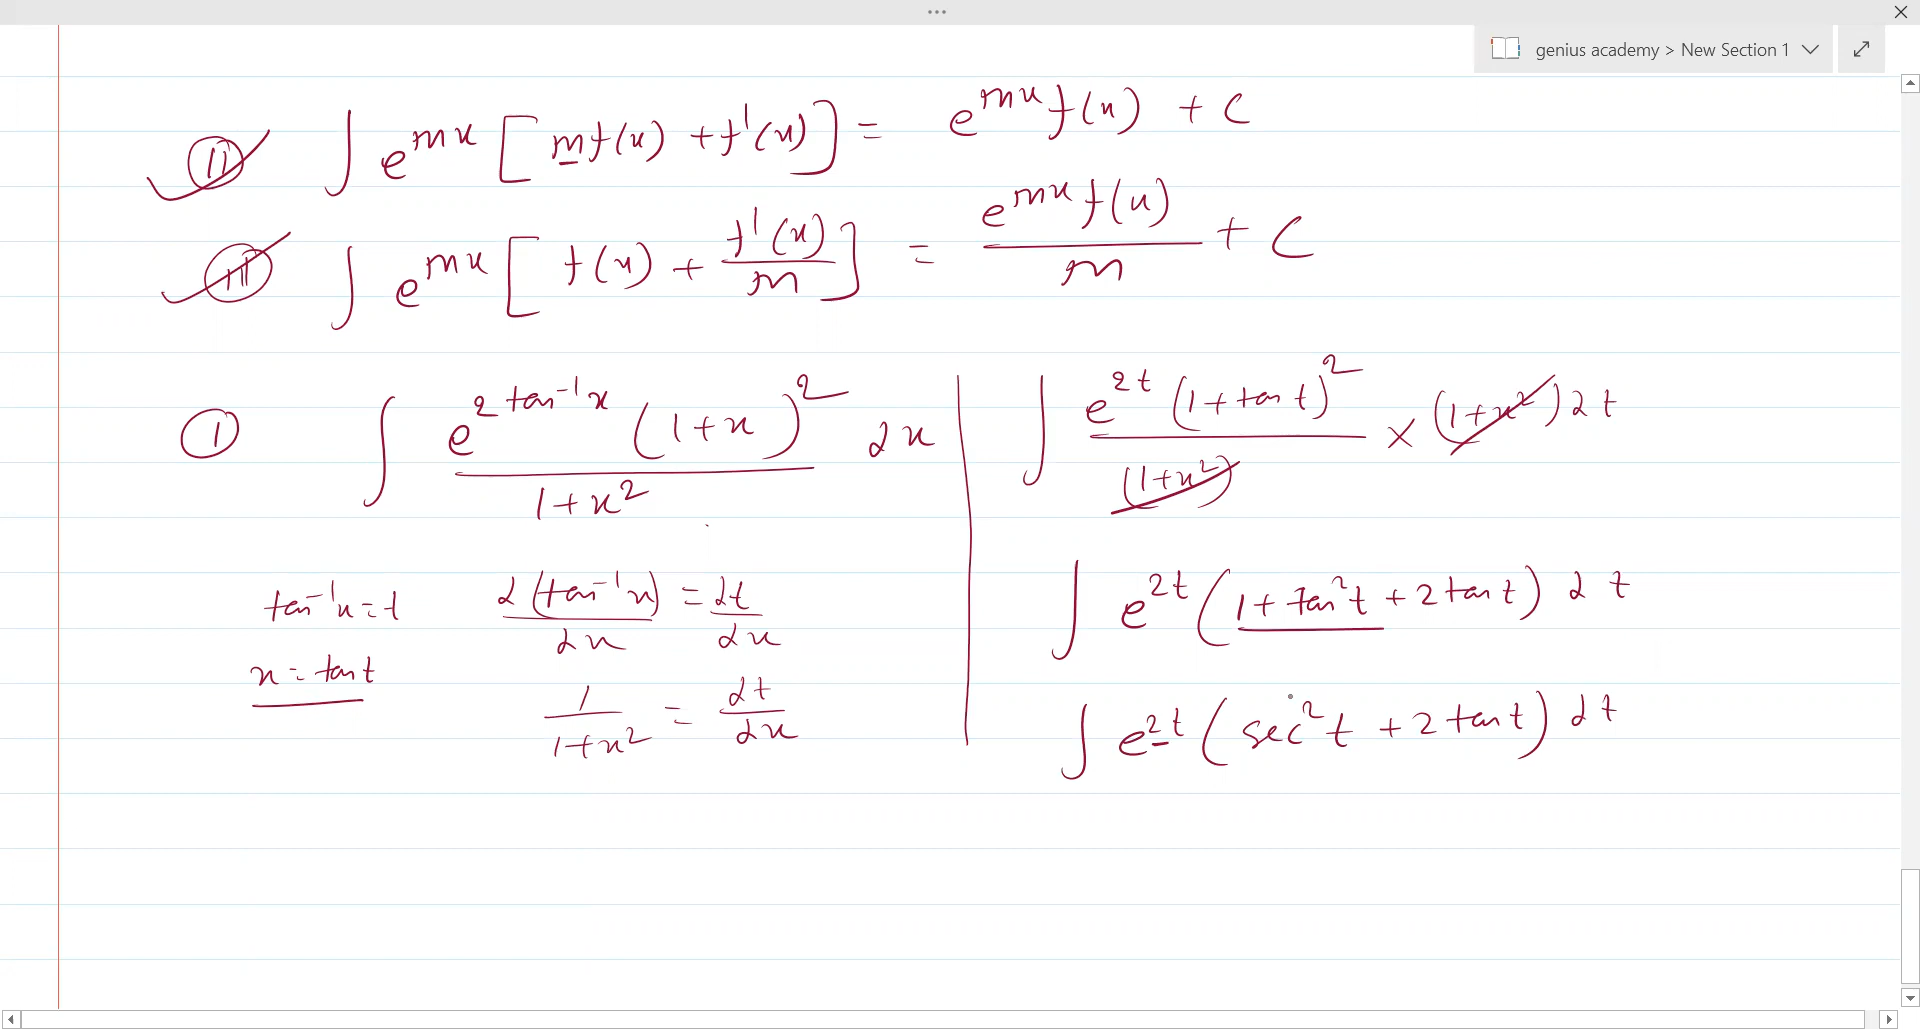 genius academy > New Section 1
(II) ∫ e^{mx} [mf(x) + f'(x)] = e^{mx} f(x) + C
(III) ∫ e^{mx} [f(x) + f'(x)/m] = e^{mx} f(x)/m + C
(1) ∫ e^{2 tan⁻¹x} (1+x)² / 1+x² dx
tan⁻¹x = t
x = tan t
d(tan⁻¹x)/dx = dt/dx
1/1+x² = dt/dx
∫ e^{2t} (1+tan t)² / (1+x²) × (1+x²) dt
∫ e^{2t} (1+tan²t + 2 tan t) dt
∫ e^{2t} (sec²t + 2 tan t) dt